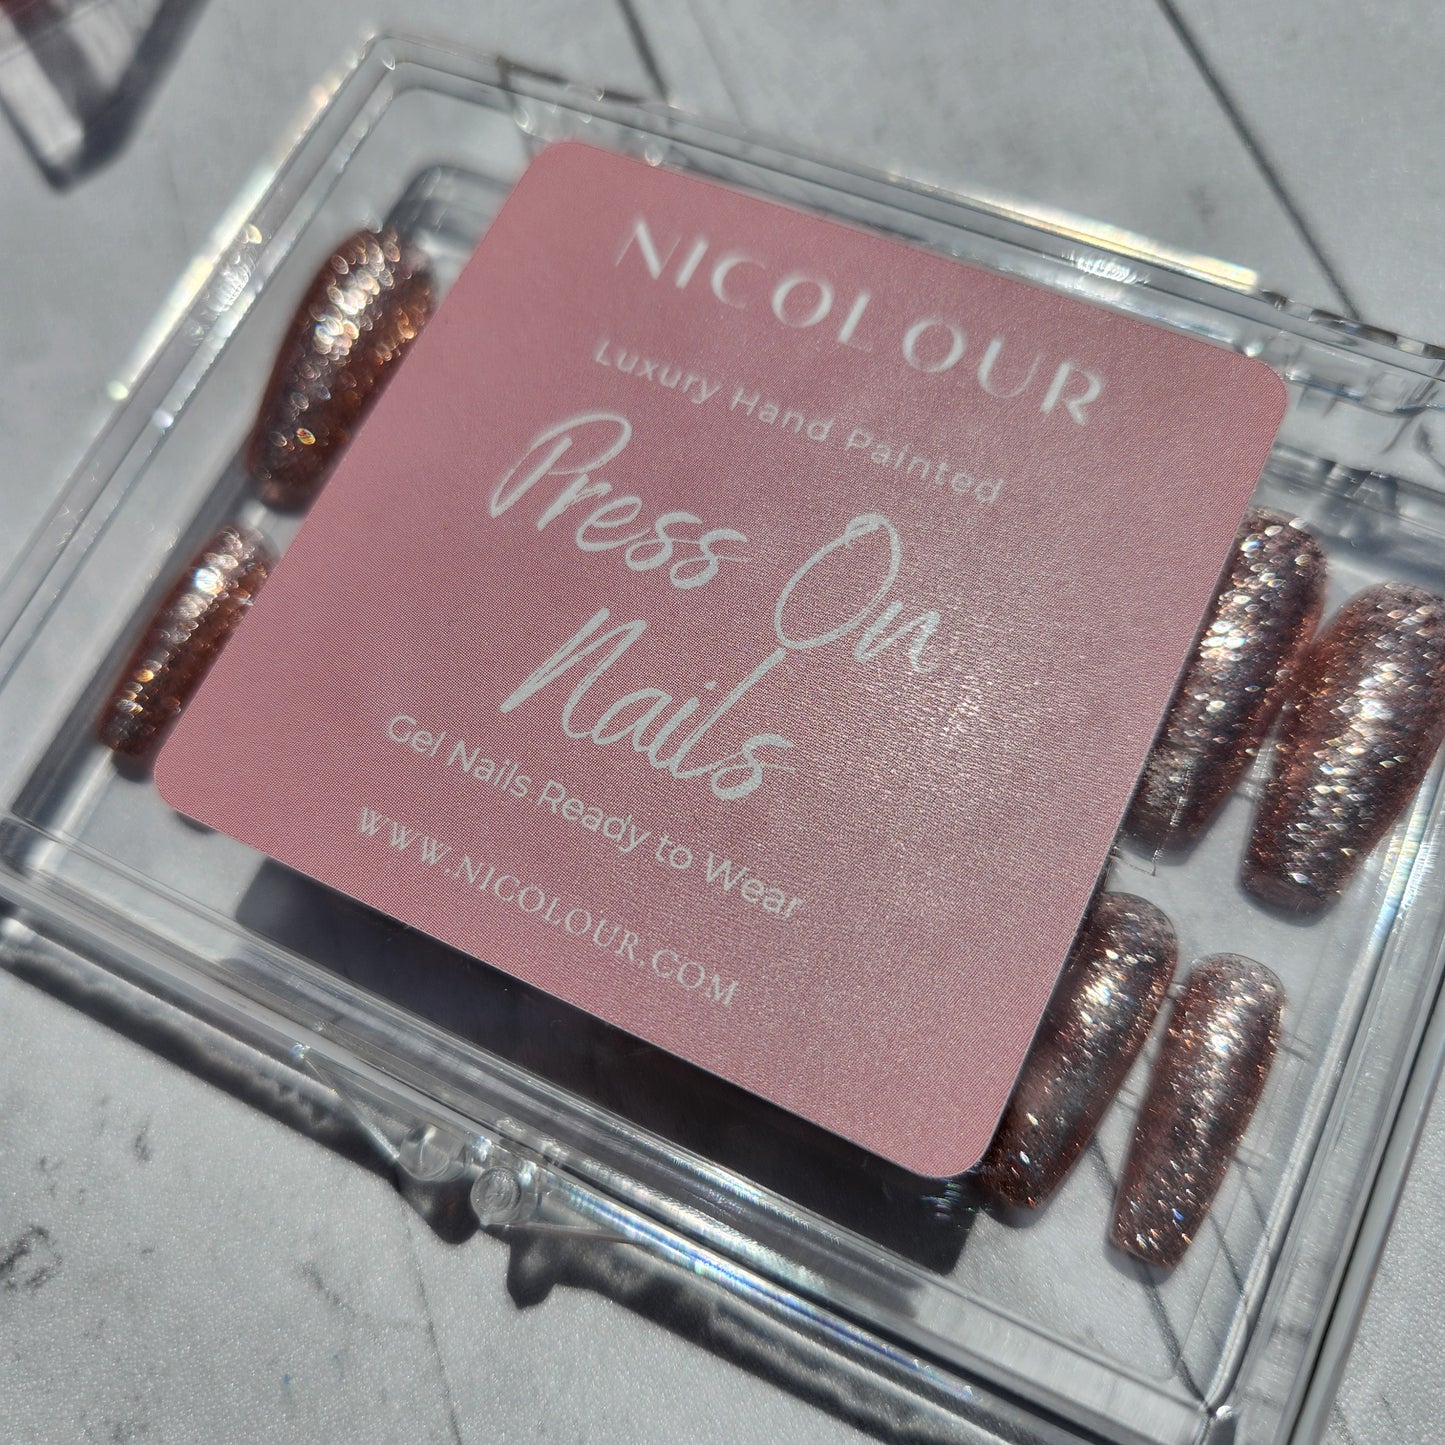 NICOLOUR
Luxury Hand Painted
Press On
Nails
Gel Nails Ready to Wear
WWW.NICOLOUR.COM